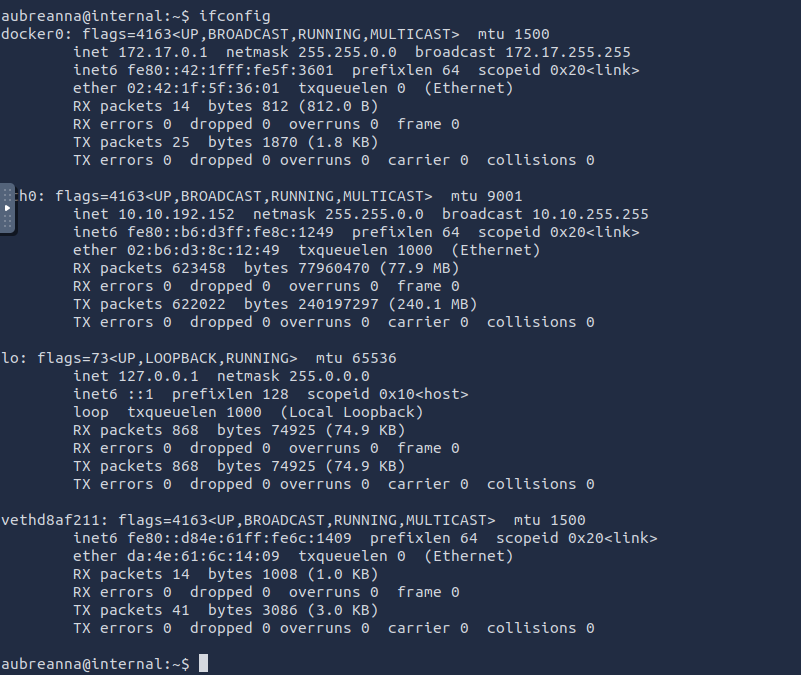 aubreanna@internal:~$ ifconfig
docker0: flags=4163<UP,BROADCAST,RUNNING,MULTICAST>  mtu 1500
        inet 172.17.0.1  netmask 255.255.0.0  broadcast 172.17.255.255
        inet6 fe80::42:1fff:fe5f:3601  prefixlen 64  scopeid 0x20<link>
        ether 02:42:1f:5f:36:01  txqueuelen 0  (Ethernet)
        RX packets 14  bytes 812 (812.0 B)
        RX errors 0  dropped 0  overruns 0  frame 0
        TX packets 25  bytes 1870 (1.8 KB)
        TX errors 0  dropped 0 overruns 0  carrier 0  collisions 0

th0: flags=4163<UP,BROADCAST,RUNNING,MULTICAST>  mtu 9001
        inet 10.10.192.152  netmask 255.255.0.0  broadcast 10.10.255.255
        inet6 fe80::b6:d3ff:fe8c:1249  prefixlen 64  scopeid 0x20<link>
        ether 02:b6:d3:8c:12:49  txqueuelen 1000  (Ethernet)
        RX packets 623458  bytes 77960470 (77.9 MB)
        RX errors 0  dropped 0  overruns 0  frame 0
        TX packets 622022  bytes 240197297 (240.1 MB)
        TX errors 0  dropped 0 overruns 0  carrier 0  collisions 0

lo: flags=73<UP,LOOPBACK,RUNNING>  mtu 65536
        inet 127.0.0.1  netmask 255.0.0.0
        inet6 ::1  prefixlen 128  scopeid 0x10<host>
        loop  txqueuelen 1000  (Local Loopback)
        RX packets 868  bytes 74925 (74.9 KB)
        RX errors 0  dropped 0  overruns 0  frame 0
        TX packets 868  bytes 74925 (74.9 KB)
        TX errors 0  dropped 0 overruns 0  carrier 0  collisions 0

vethd8af211: flags=4163<UP,BROADCAST,RUNNING,MULTICAST>  mtu 1500
        inet6 fe80::d84e:61ff:fe6c:1409  prefixlen 64  scopeid 0x20<link>
        ether da:4e:61:6c:14:09  txqueuelen 0  (Ethernet)
        RX packets 14  bytes 1008 (1.0 KB)
        RX errors 0  dropped 0  overruns 0  frame 0
        TX packets 41  bytes 3086 (3.0 KB)
        TX errors 0  dropped 0 overruns 0  carrier 0  collisions 0

aubreanna@internal:~$